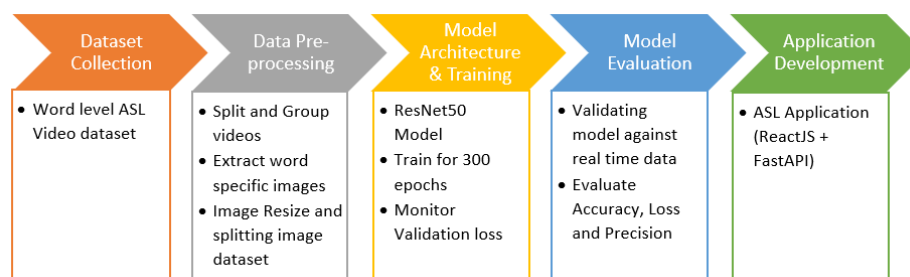 Dataset
Collection
• Word level ASL
Video dataset
Data Pre-
processing
• Split and Group
videos
• Extract word
specific images
• Image Resize and
splitting image
dataset
Model
Architecture
& Training
• ResNet50
Model
• Train for 300
epochs
• Monitor
Validation loss
Model
Evaluation
• Validating
model against
real time data
• Evaluate
Accuracy, Loss
and Precision
Application
Development
• ASL Application
(ReactJS +
FastAPI)